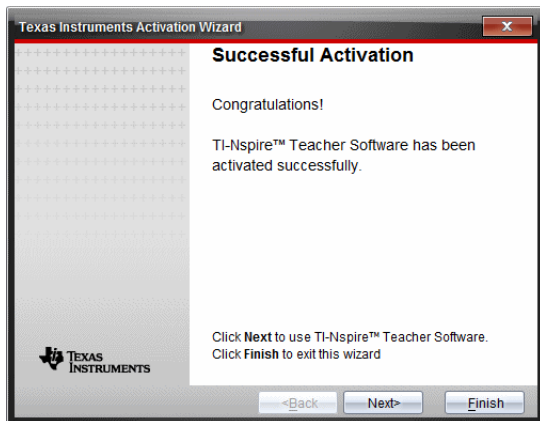 Texas Instruments Activation Wizard
Successful Activation
Congratulations!
TI-Nspire™ Teacher Software has been
activated successfully.
Click Next to use TI-Nspire™ Teacher Software.
Click Finish to exit this wizard
TEXAS
INSTRUMENTS
<Back Next> Finish